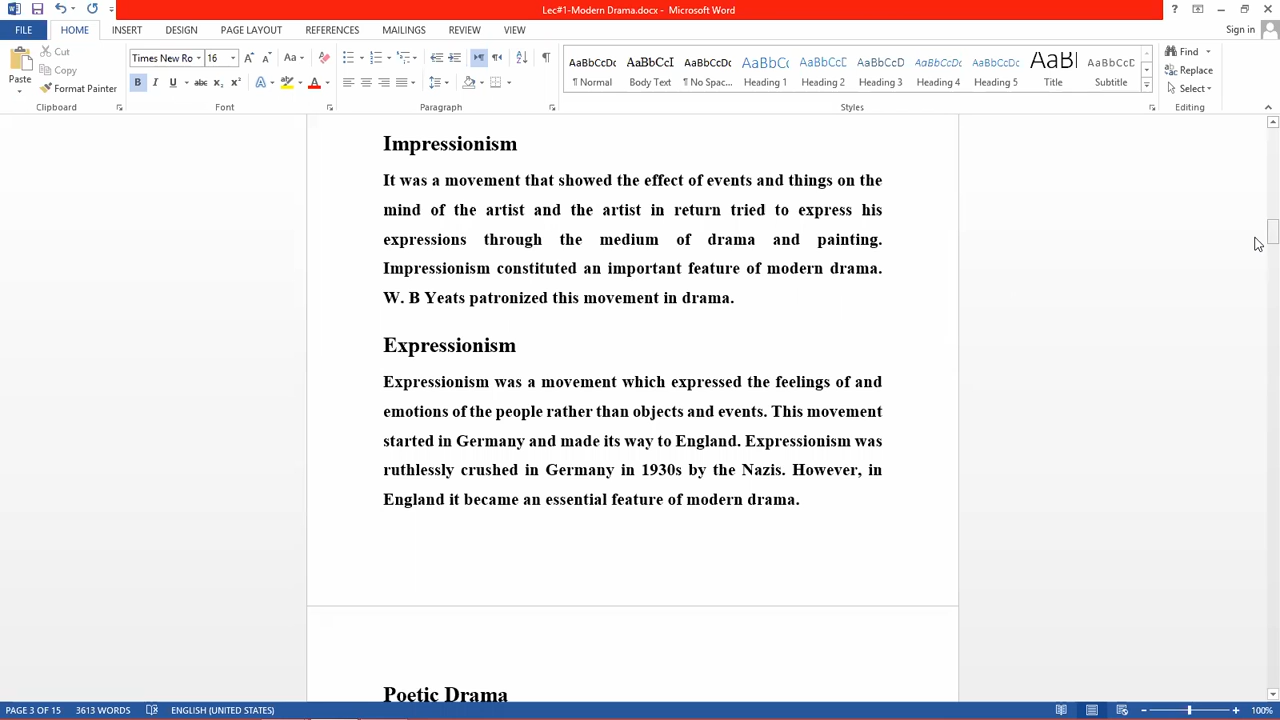 Lec#1-Modern Drama.docx - Microsoft Word
Sign in
FILE HOME INSERT DESIGN PAGE LAYOUT REFERENCES MAILINGS REVIEW VIEW
Paste
Cut
Copy
Format Painter
Clipboard
Times New Ro 16
Font
Paragraph
AaBbCcDc AaBbCcI AaBbCcDc AaBbC AaBbCcI AaBbCcDc AaBbCcDc AaBbCcDc AaBl AaBbCcD
¶ Normal Body Text ¶ No Spac... Heading 1 Heading 2 Heading 3 Heading 4 Heading 5 Title Subtitle
Styles
Find
Replace
Select
Editing
Impressionism
It was a movement that showed the effect of events and things on the
mind of the artist and the artist in return tried to express his
expressions through the medium of drama and painting.
Impressionism constituted an important feature of modern drama.
W. B Yeats patronized this movement in drama.
Expressionism
Expressionism was a movement which expressed the feelings of and
emotions of the people rather than objects and events. This movement
started in Germany and made its way to England. Expressionism was
ruthlessly crushed in Germany in 1930s by the Nazis. However, in
England it became an essential feature of modern drama.
Poetic Drama
PAGE 3 OF 15 3613 WORDS ENGLISH (UNITED STATES) 100%